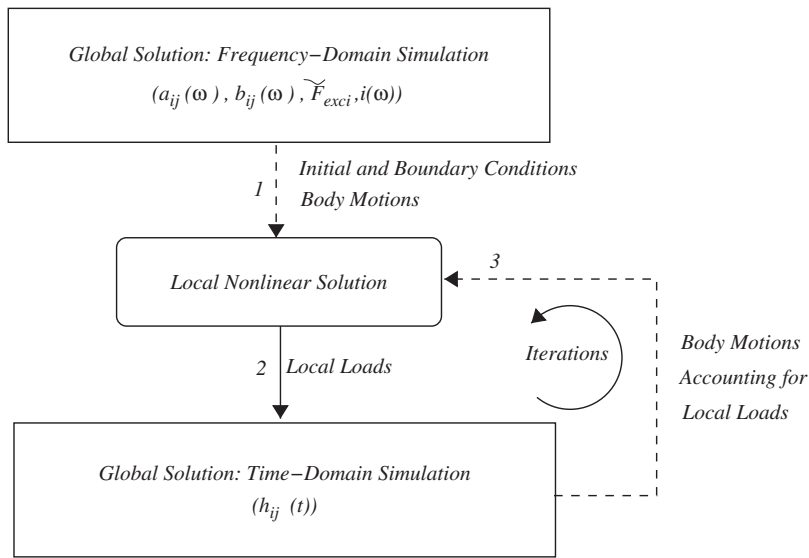 Global Solution: Frequency−Domain Simulation
(a_ij (ω) , b_ij (ω) , F̃_exci ,i(ω))
1
Initial and Boundary Conditions
Body Motions
Local Nonlinear Solution
3
2
Local Loads
Iterations
Body Motions
Accounting for
Local Loads
Global Solution: Time−Domain Simulation
(h_ij (t))